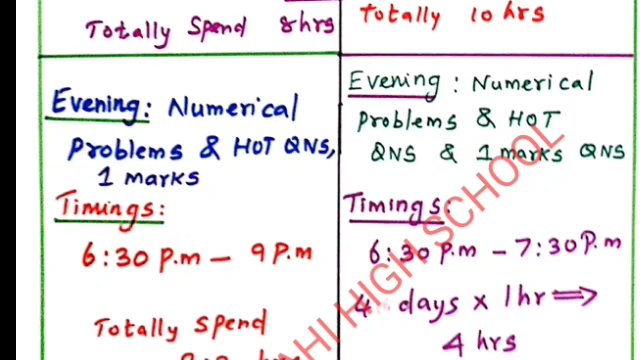 Totally Spend 8hrs
Evening: Numerical
Problems & HOT QNS,
1 marks
Timings:
6:30 P.m – 9 P.m
Totally Spend
Totally 10 hrs
Evening: Numerical
Problems & HOT
QNS & 1 marks QNS
Timings:
6:30 P.m – 7:30 P.m
4 days x 1hr ⇒
4 hrs
HIGH SCHOOL